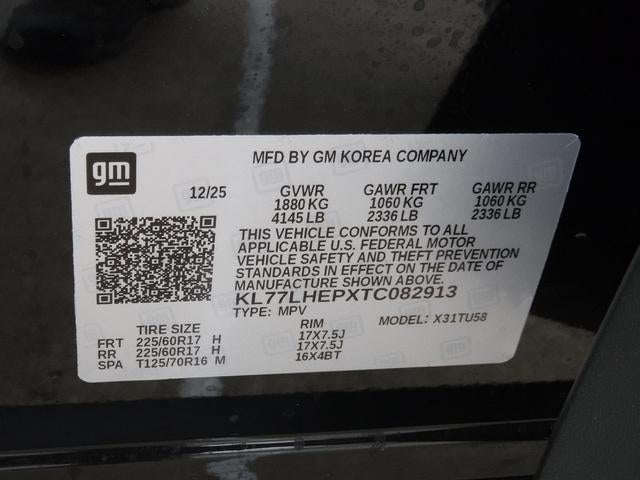 gm
MFD BY GM KOREA COMPANY
12/25 GVWR GAWR FRT GAWR RR
1880 KG 1060 KG 1060 KG
4145 LB 2336 LB 2336 LB
THIS VEHICLE CONFORMS TO ALL
APPLICABLE U.S. FEDERAL MOTOR
VEHICLE SAFETY AND THEFT PREVENTION
STANDARDS IN EFFECT ON THE DATE OF
MANUFACTURE SHOWN ABOVE.
KL77LHEPXTC082913
TYPE: MPV MODEL: X31TU58
TIRE SIZE RIM
FRT 225/60R17 H 17X7.5J
RR 225/60R17 H 17X7.5J
SPA T125/70R16 M 16X4BT